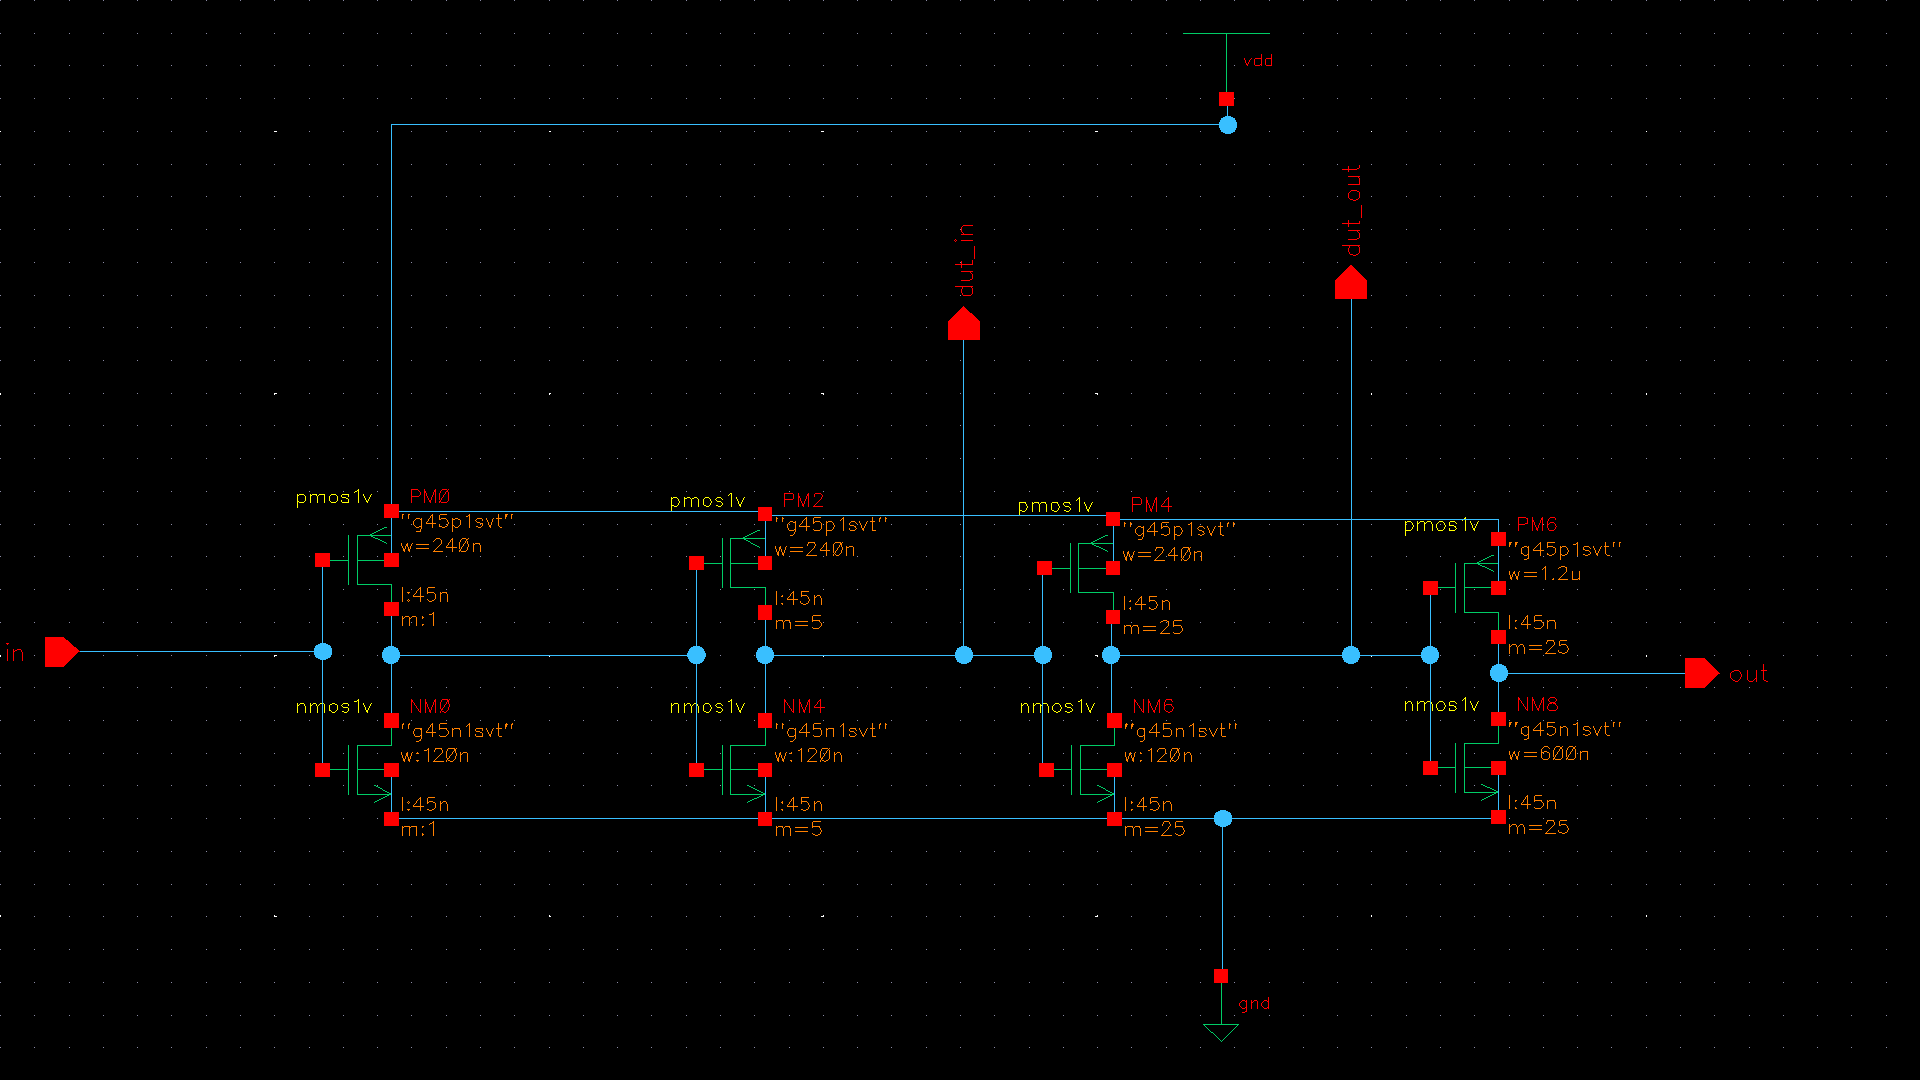 vdd
dut_out
dut_in
pmos1v
PM0
"g45p1svt"
w=240n
l:45n
m:1
pmos1v
PM2
"g45p1svt"
w=240n
l:45n
m=5
pmos1v
PM4
"g45p1svt"
w=240n
l:45n
m=25
pmos1v
PM6
"g45p1svt"
w=1.2u
l:45n
m=25
in
out
nmos1v
NM0
"g45n1svt"
w:120n
l:45n
m:1
nmos1v
NM4
"g45n1svt"
w:120n
l:45n
m=5
nmos1v
NM6
"g45n1svt"
w:120n
l:45n
m=25
nmos1v
NM8
"g45n1svt"
w=600n
l:45n
m=25
gnd